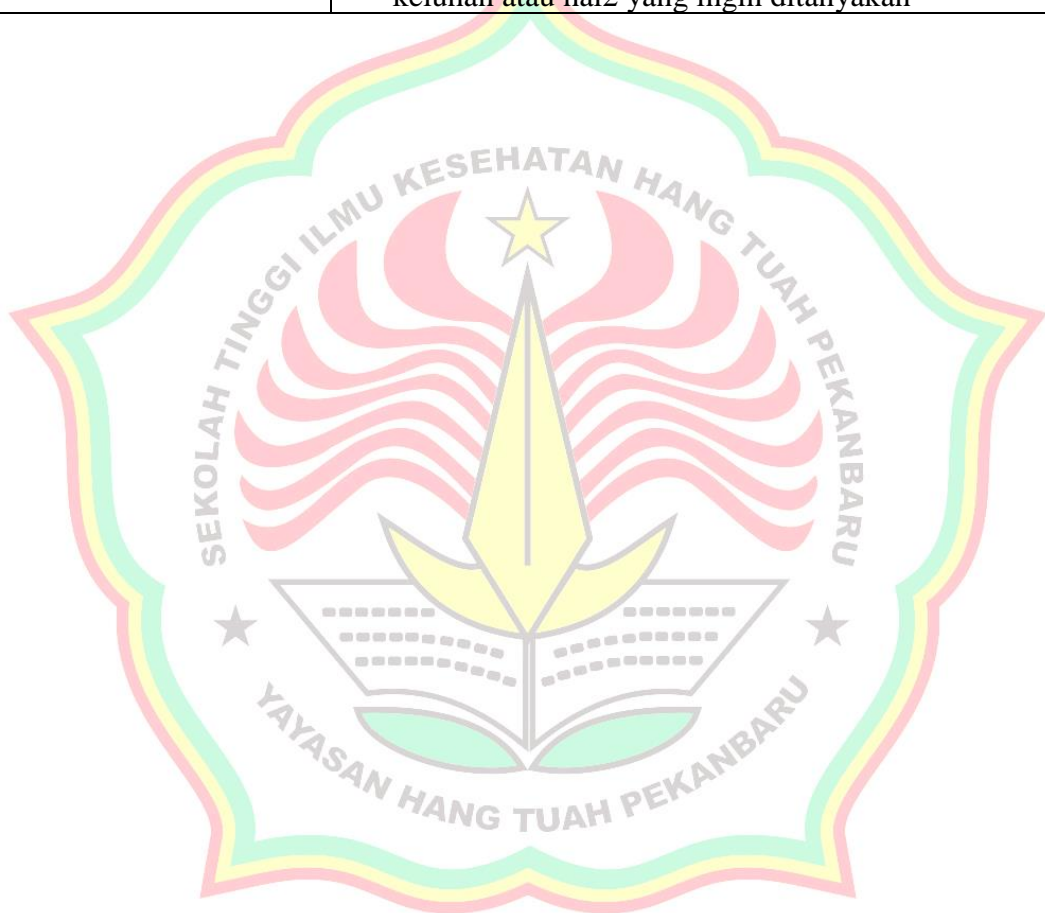 keluhan atau hal2 yang ingin ditanyakan
SEKOLAH TINGGI ILMU KESEHATAN HANG TUAH PEKANBARU
YAYASAN HANG TUAH PEKANBARU